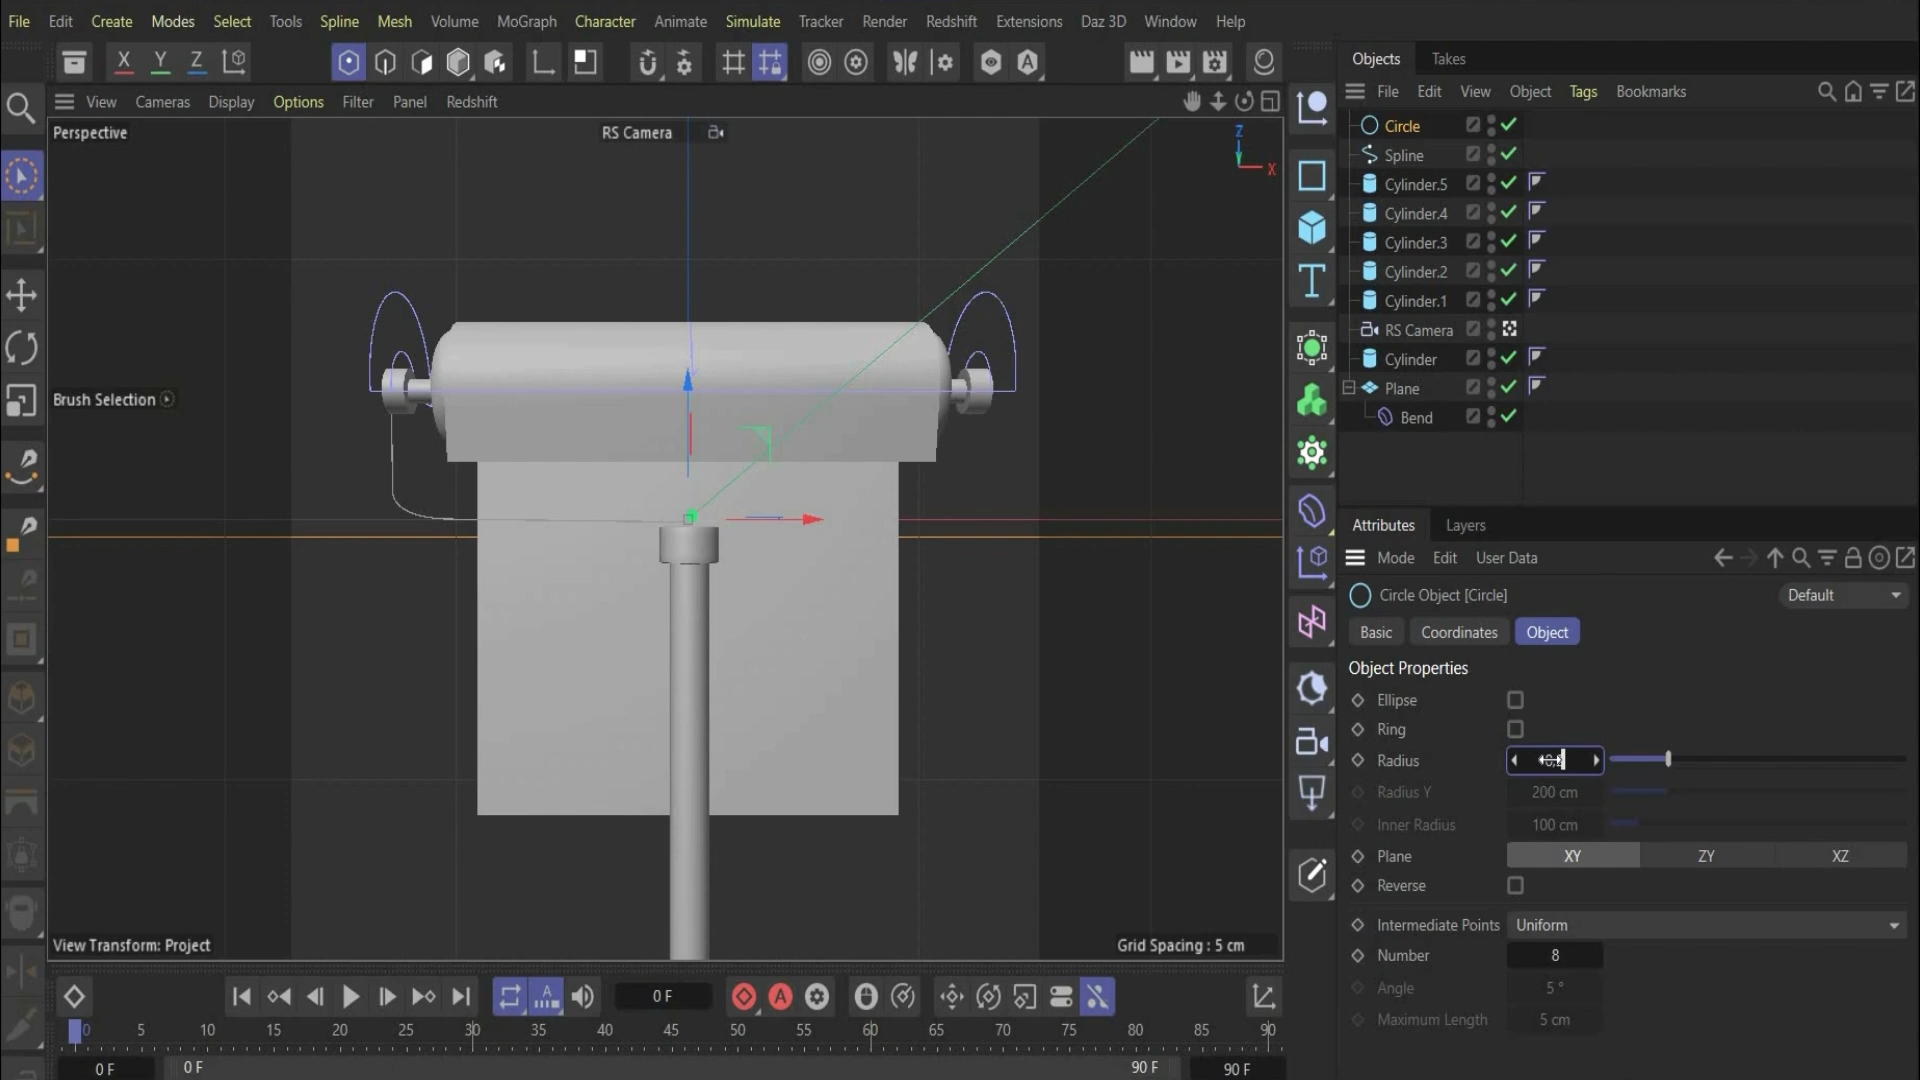 File Edit Create Modes Select Tools Spline Mesh Volume MoGraph Character Animate Simulate Tracker Render Redshift Extensions Daz 3D Window Help
X Y Z
Objects Takes
View Cameras Display Options Filter Panel Redshift
File Edit View Object Tags Bookmarks
Perspective
RS Camera
Z
X
Circle
Spline
Cylinder.5
Cylinder.4
Cylinder.3
Cylinder.2
Cylinder.1
RS Camera
Cylinder
Plane
Bend
Brush Selection
Attributes Layers
Mode Edit User Data
Circle Object [Circle]
Default
Basic Coordinates Object
Object Properties
Ellipse
Ring
Radius
Radius Y 200 cm
Inner Radius 100 cm
Plane XY ZY XZ
Reverse
Intermediate Points Uniform
Number 8
Angle 5 °
Maximum Length 5 cm
View Transform: Project
Grid Spacing : 5 cm
0 F
0 5 10 15 20 25 30 35 40 45 50 55 60 65 70 75 80 85 90
0 F 0 F 90 F 90 F